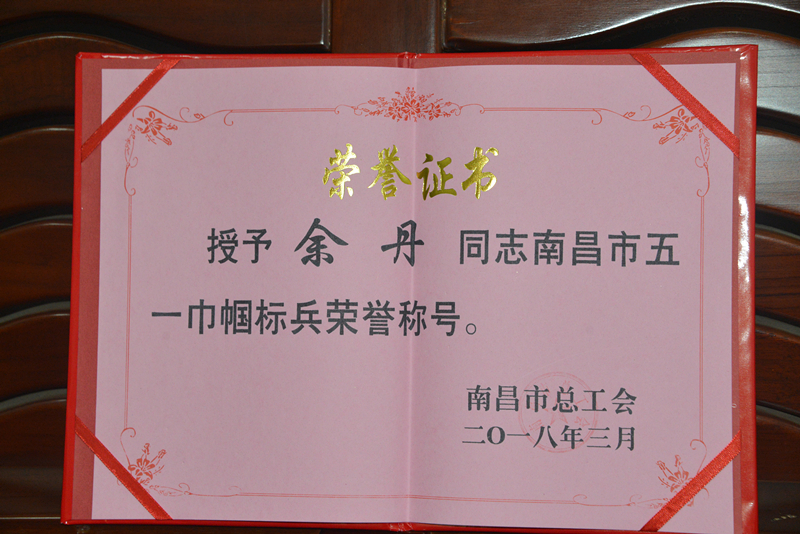 荣誉证书
授予 余丹 同志南昌市五
一巾帼标兵荣誉称号。
南昌市总工会
二〇一八年三月